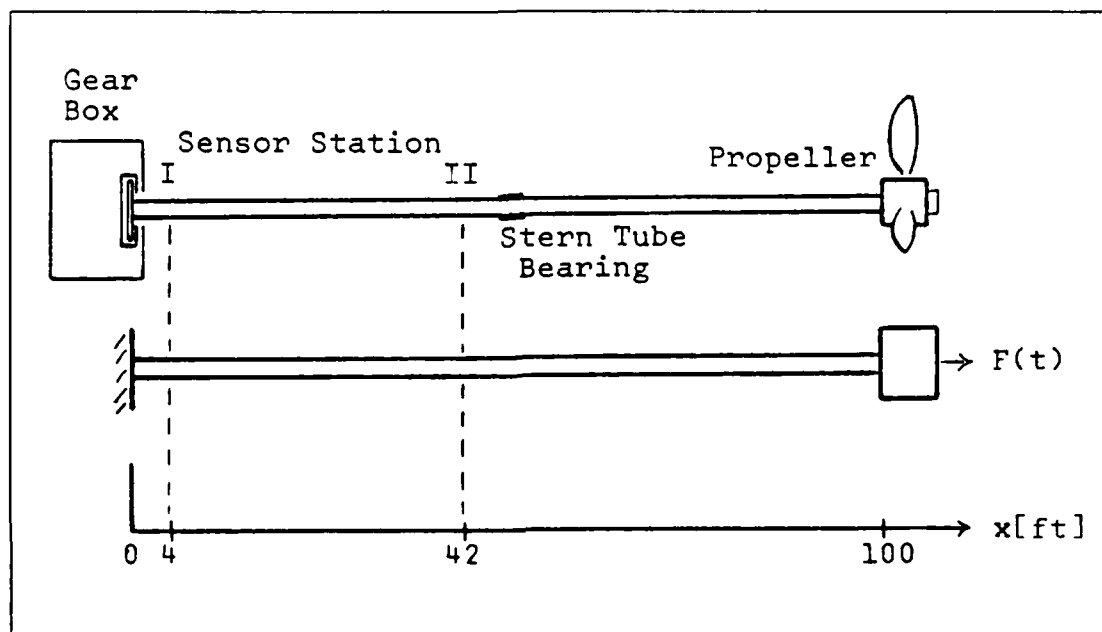 Gear
Box
Sensor Station
I II
Propeller
Stern Tube
Bearing
F(t)
x[ft]
0 4 42 100